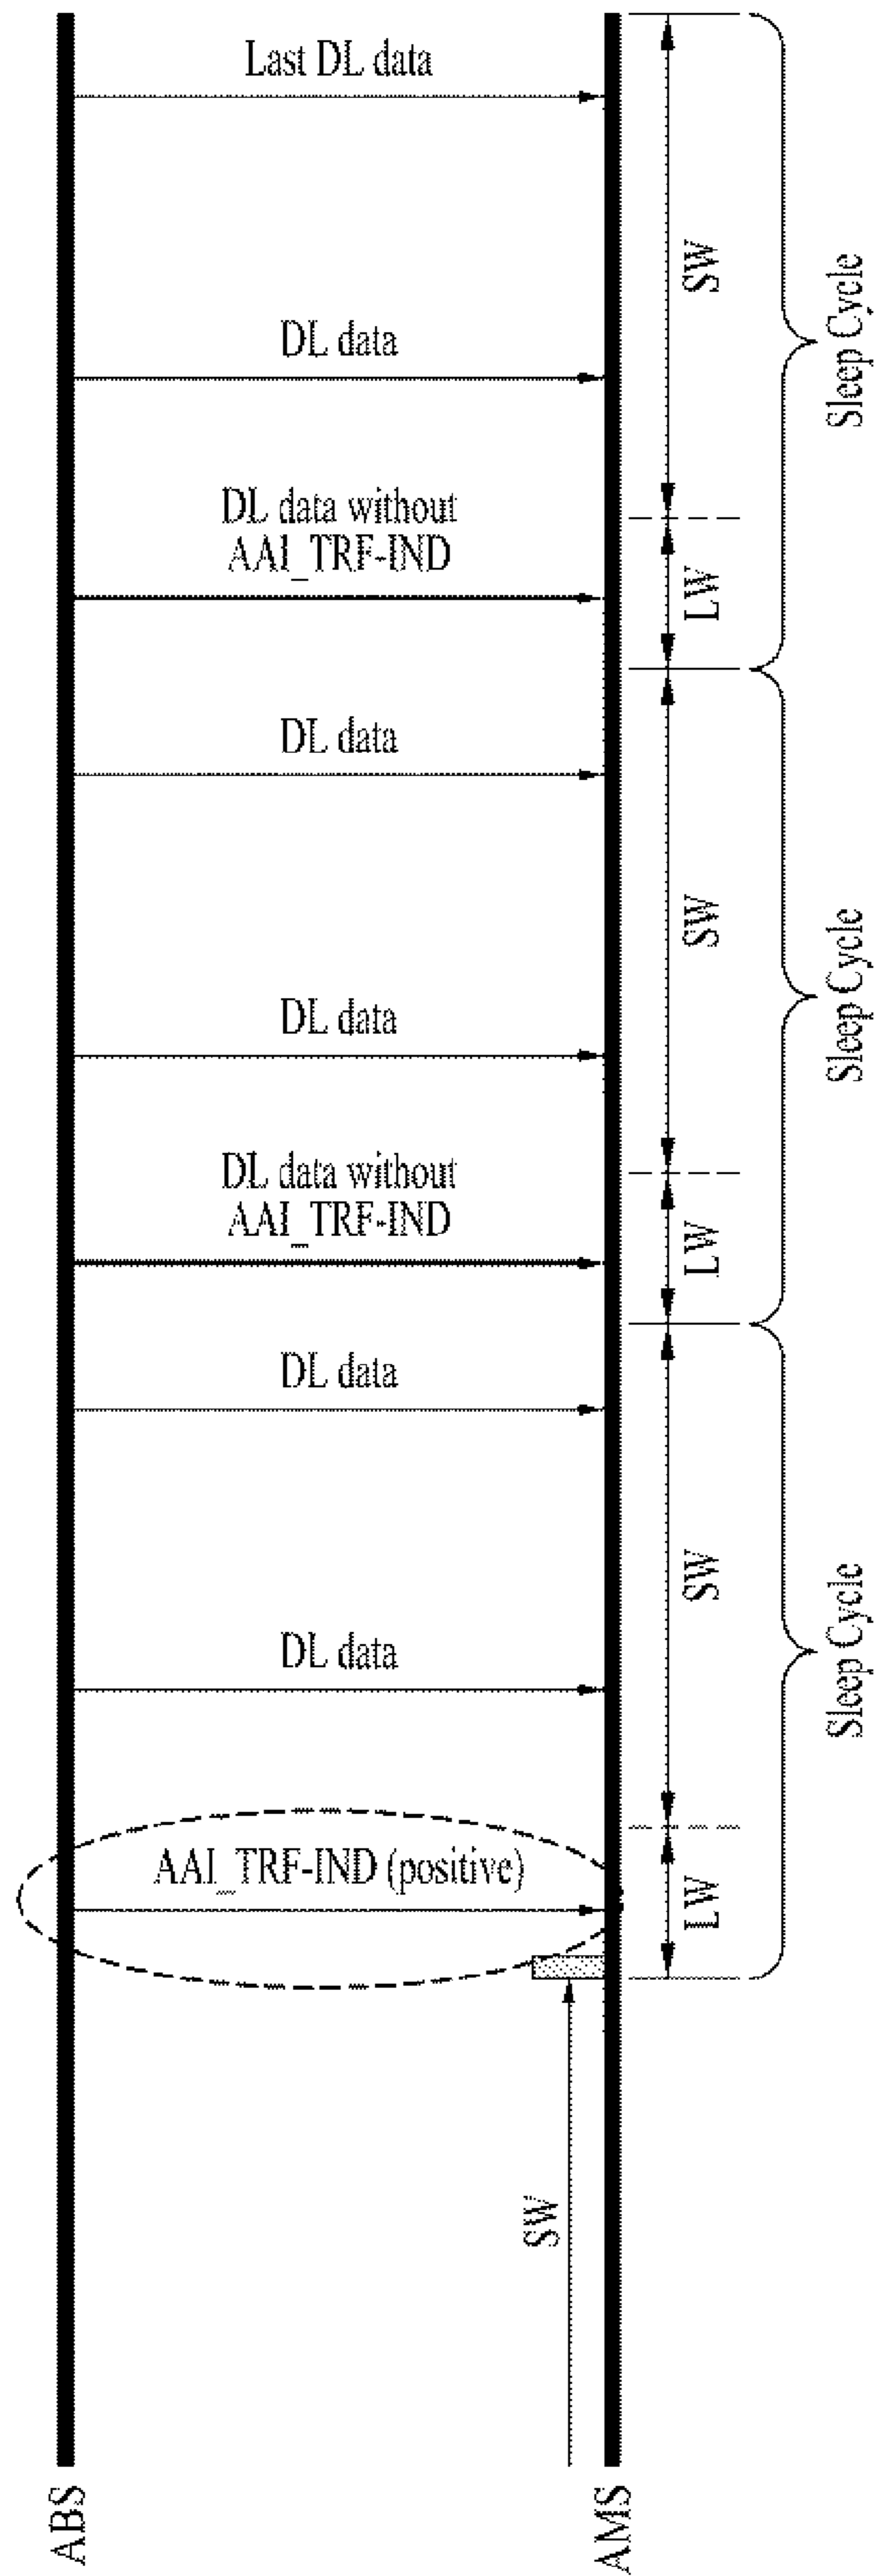 Last DL data
SW
Sleep Cycle
DL data
DL data without
AAI_TRF-IND
LW
DL data
SW
Sleep Cycle
DL data
DL data without
AAI_TRF-IND
LW
DL data
SW
Sleep Cycle
DL data
AAI_TRF-IND (positive)
LW
SW
ABS
AMS